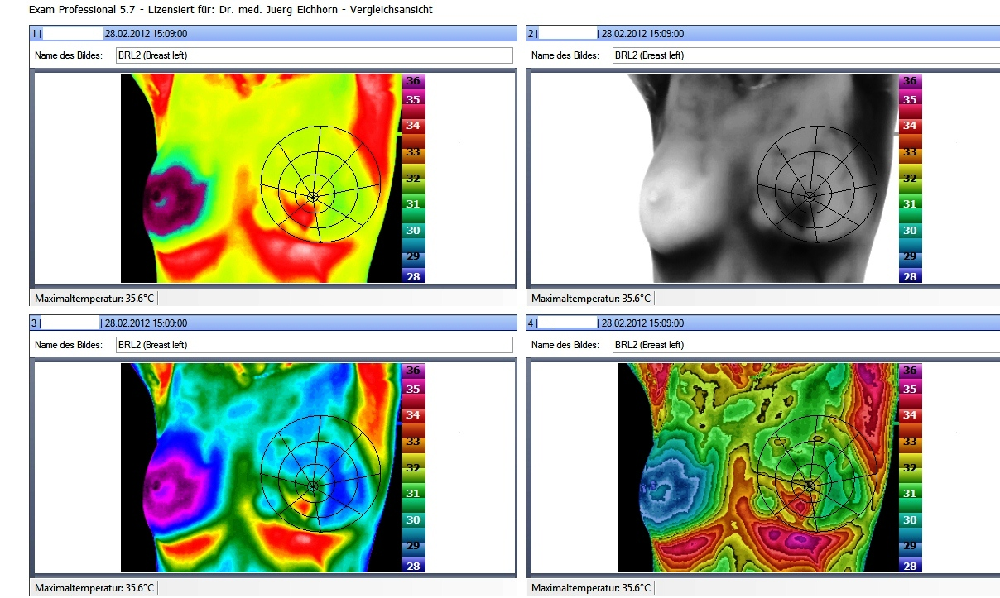 Exam Professional 5.7 - Lizensiert für: Dr. med. Juerg Eichhorn - Vergleichsansicht
1 | 28.02.2012 15:09:00
Name des Bildes: BRL2 (Breast left)
36
35
34
33
32
31
30
29
28
Maximaltemperatur: 35.6°C
2 | | 28.02.2012 15:09:00
Name des Bildes: BRL2 (Breast left)
36
35
34
33
32
31
30
29
28
Maximaltemperatur: 35.6°C
3 | | 28.02.2012 15:09:00
Name des Bildes: BRL2 (Breast left)
36
35
34
33
32
31
30
29
28
Maximaltemperatur: 35.6°C
4 | | 28.02.2012 15:09:00
Name des Bildes: BRL2 (Breast left)
36
35
34
33
32
31
30
29
28
Maximaltemperatur: 35.6°C